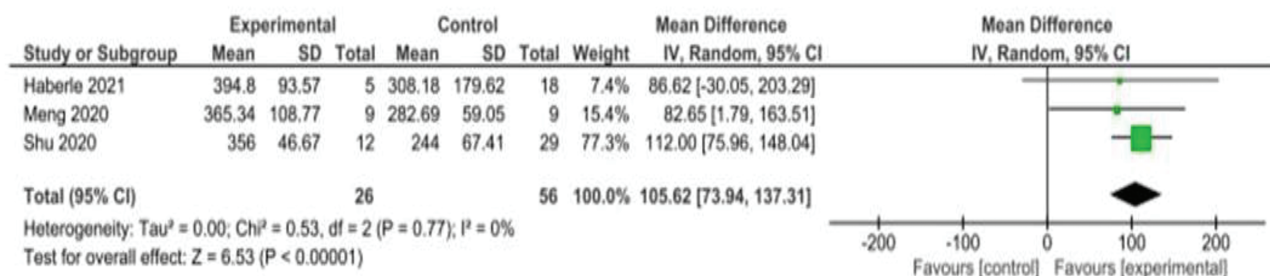 Experimental Control Mean Difference Mean Difference
Study or Subgroup Mean SD Total Mean SD Total Weight IV, Random, 95% CI IV, Random, 95% CI
Haberle 2021 394.8 93.57 5 308.18 179.62 18 7.4% 86.62 [-30.05, 203.29]
Meng 2020 365.34 108.77 9 282.69 59.05 9 15.4% 82.65 [1.79, 163.51]
Shu 2020 356 46.67 12 244 67.41 29 77.3% 112.00 [75.96, 148.04]
Total (95% CI) 26 56 100.0% 105.62 [73.94, 137.31]
Heterogeneity: Tau² = 0.00; Chi² = 0.53, df = 2 (P = 0.77); I² = 0%
Test for overall effect: Z = 6.53 (P < 0.00001)
-200 -100 0 100 200
Favours [control] Favours [experimental]